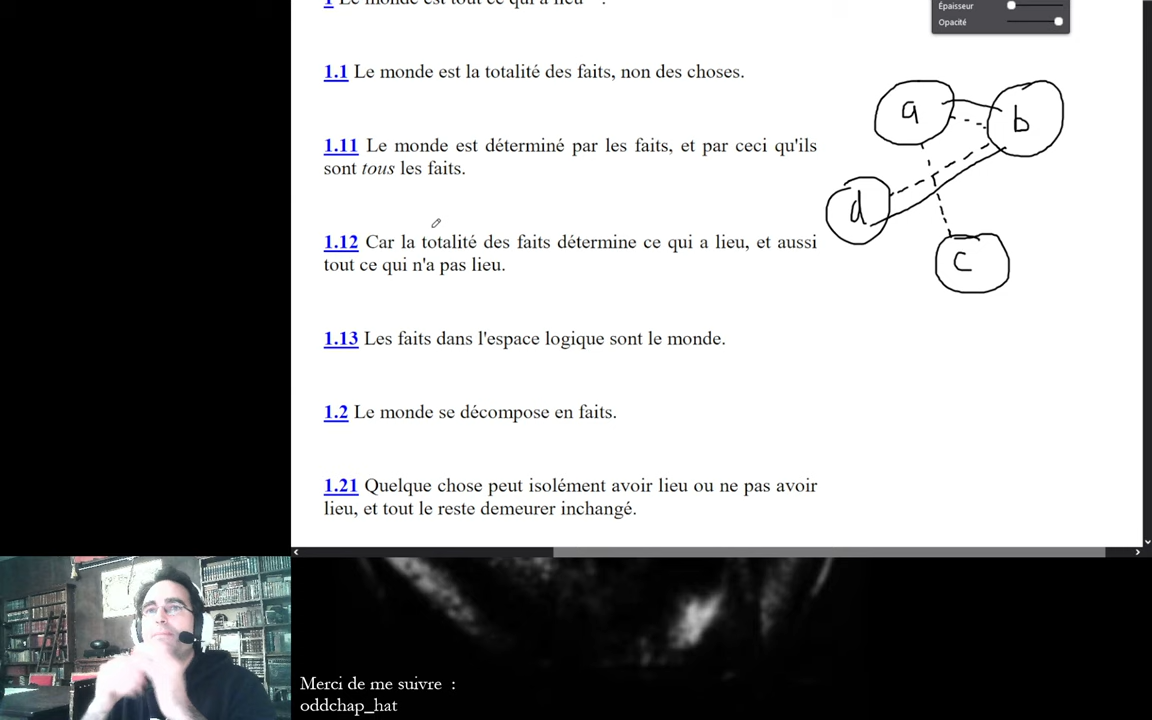 Épaisseur
Opacité
1.1 Le monde est la totalité des faits, non des choses.
1.11 Le monde est déterminé par les faits, et par ceci qu'ils
sont tous les faits.
1.12 Car la totalité des faits détermine ce qui a lieu, et aussi
tout ce qui n'a pas lieu.
1.13 Les faits dans l'espace logique sont le monde.
1.2 Le monde se décompose en faits.
1.21 Quelque chose peut isolément avoir lieu ou ne pas avoir
lieu, et tout le reste demeurer inchangé.
a
b
d
c
Merci de me suivre :
oddchap_hat